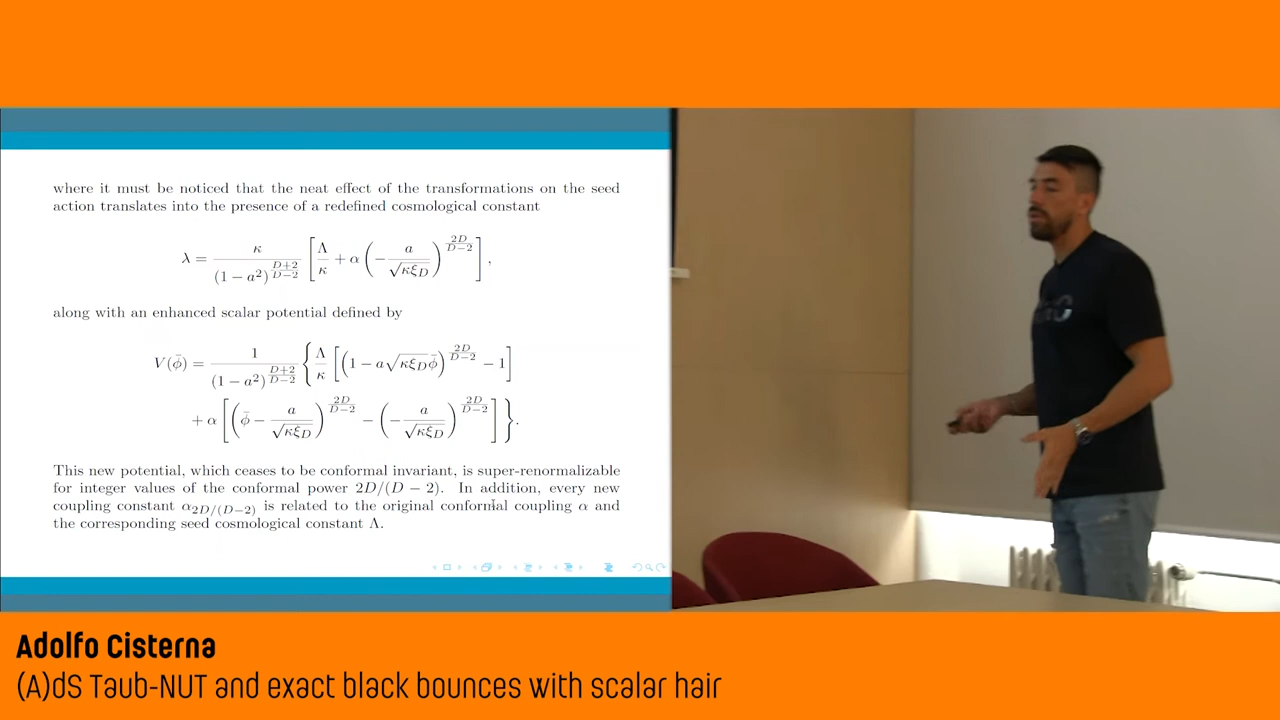 where it must be noticed that the neat effect of the transformations on the seed
action translates into the presence of a redefined cosmological constant
λ = κ / (1 − a²)^{(D+2)/(D−2)} [ Λ/κ + α ( − a/√(κξ_D) )^{2D/(D−2)} ] ,
along with an enhanced scalar potential defined by
V(φ̄) = 1 / (1 − a²)^{(D+2)/(D−2)} { Λ/κ [ (1 − a√(κξ_D) φ̄)^{2D/(D−2)} − 1 ]
+ α [ ( φ̄ − a/√(κξ_D) )^{2D/(D−2)} − ( − a/√(κξ_D) )^{2D/(D−2)} ] } .
This new potential, which ceases to be conformal invariant, is super-renormalizable
for integer values of the conformal power 2D/(D − 2). In addition, every new
coupling constant α_{2D/(D−2)} is related to the original conformal coupling α and
the corresponding seed cosmological constant Λ.
Adolfo Cisterna
(A)dS Taub-NUT and exact black bounces with scalar hair